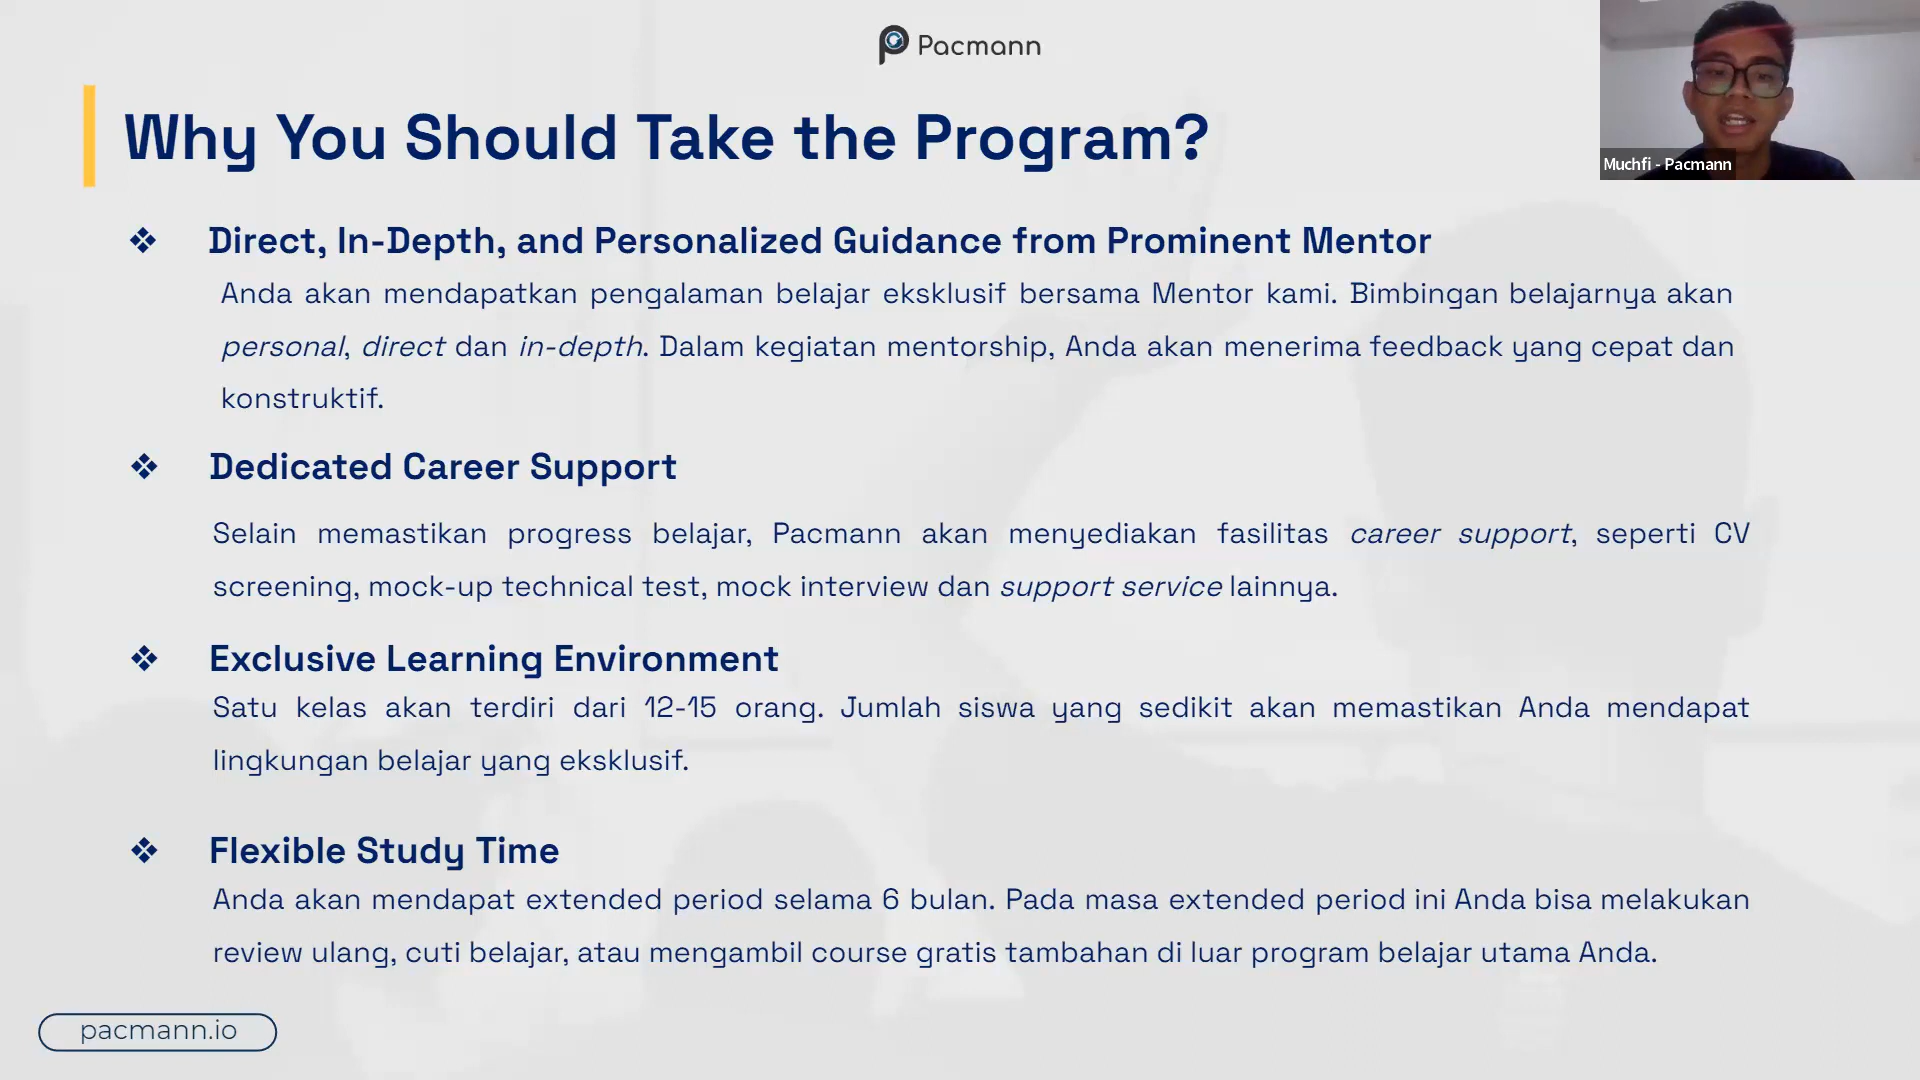 Pacmann
Why You Should Take the Program?
Muchfi - Pacmann
❖ Direct, In-Depth, and Personalized Guidance from Prominent Mentor
Anda akan mendapatkan pengalaman belajar eksklusif bersama Mentor kami. Bimbingan belajarnya akan
personal, direct dan in-depth. Dalam kegiatan mentorship, Anda akan menerima feedback yang cepat dan
konstruktif.
❖ Dedicated Career Support
Selain memastikan progress belajar, Pacmann akan menyediakan fasilitas career support, seperti CV
screening, mock-up technical test, mock interview dan support service lainnya.
❖ Exclusive Learning Environment
Satu kelas akan terdiri dari 12-15 orang. Jumlah siswa yang sedikit akan memastikan Anda mendapat
lingkungan belajar yang eksklusif.
❖ Flexible Study Time
Anda akan mendapat extended period selama 6 bulan. Pada masa extended period ini Anda bisa melakukan
review ulang, cuti belajar, atau mengambil course gratis tambahan di luar program belajar utama Anda.
pacmann.io